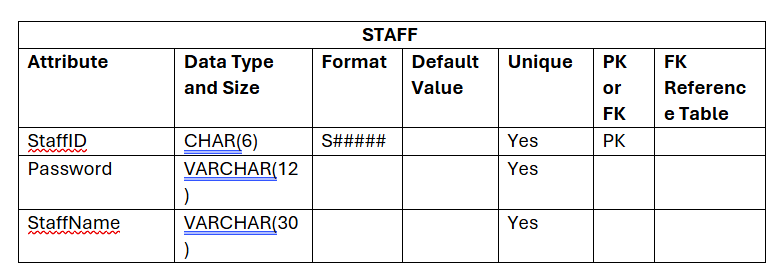 STAFF
Attribute Data Type and Size Format Default Value Unique PK or FK FK Referenc e Table
StaffID CHAR(6) S##### Yes PK
Password VARCHAR(12 ) Yes
StaffName VARCHAR(30 ) Yes